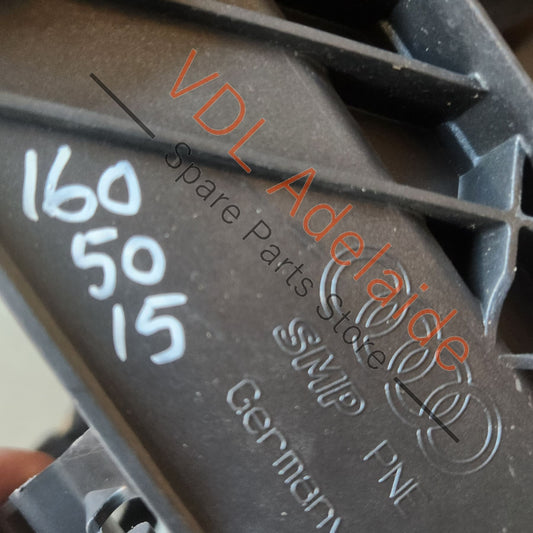 160
50
15
VDL Adelaide
Spare Parts Store
SMP PNE
Germany